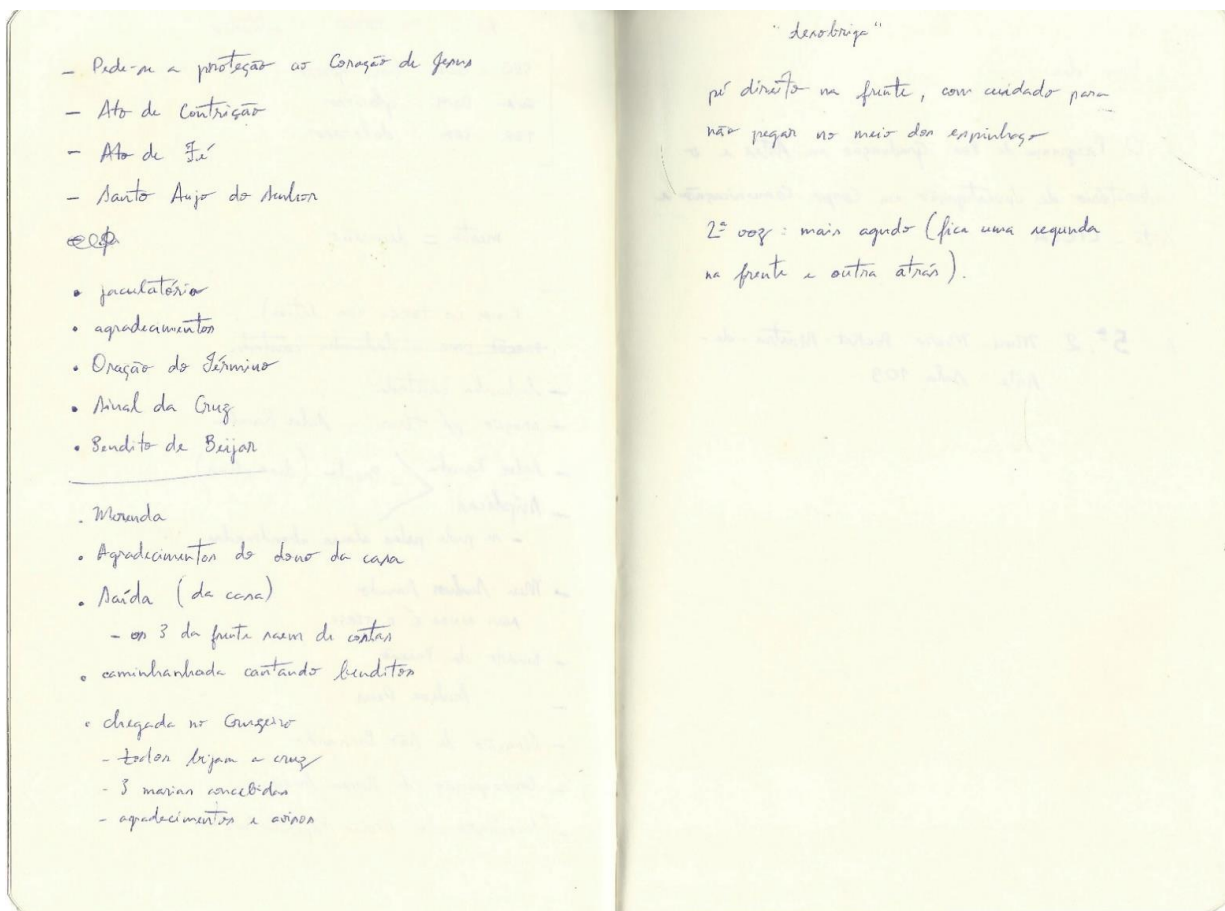 - Pede-se a proteção ao Coração de Jesus
- Ato de Contrição
- Ato de Fé
- Santo Anjo do Senhor
• jaculatória
• agradecimentos
• Oração do Término
• Sinal da Cruz
• Bendito de Beijar
• Merenda
• Agradecimentos do dono da casa
• Saída (da casa)
- os 3 da frente saem de costas
• caminhanhada cantando benditos
• chegada no Cruzeiro
- todos bijam a cruz
- 3 marias concebidas
- agradecimentos e avisos
"desobriga"
pé direito na frente, com cuidado para
não pegar no meio dos espinhaço
2ª voz: mais agudo (fica uma segunda
na frente e outra atrás).